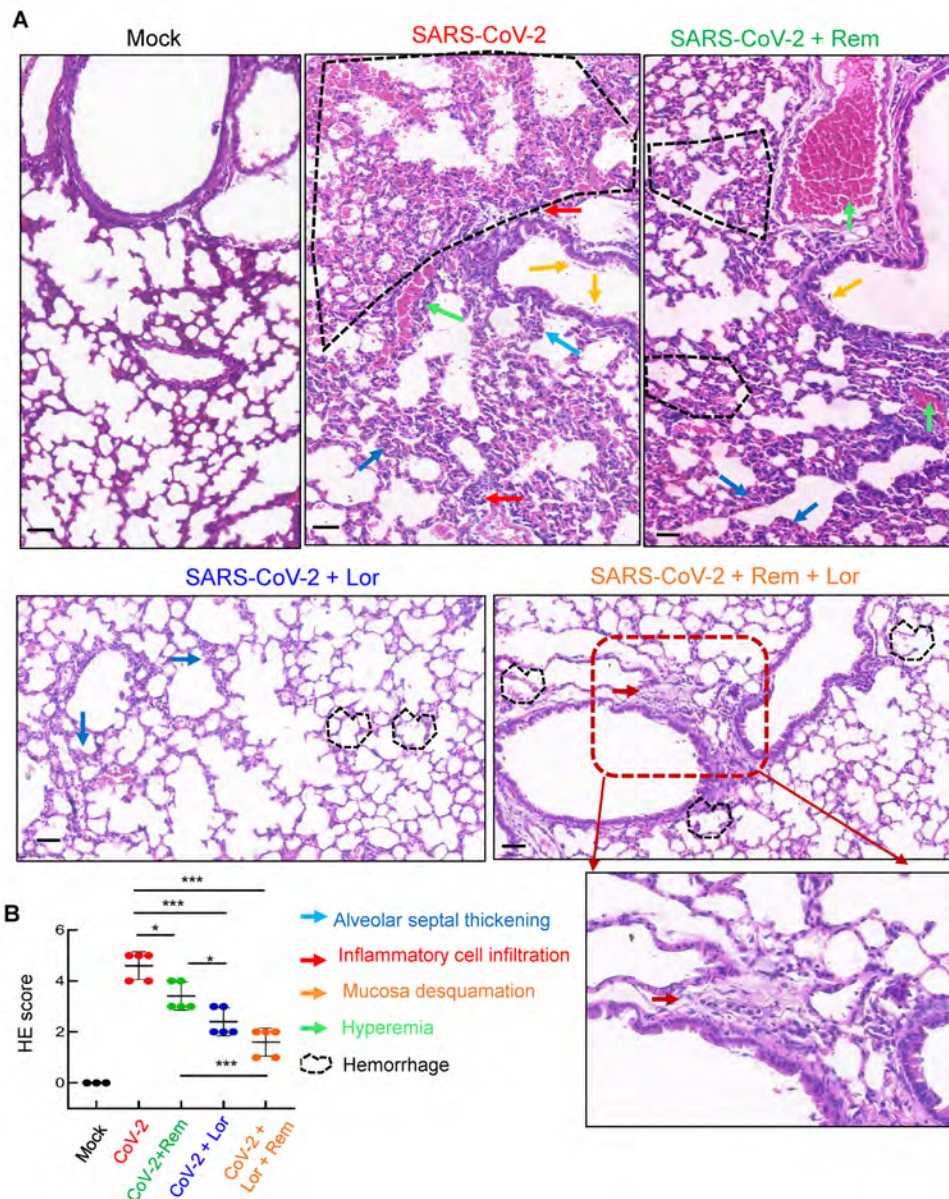 A
Mock
SARS-CoV-2
SARS-CoV-2 + Rem
SARS-CoV-2 + Lor
SARS-CoV-2 + Rem + Lor
B
***
***
*
*
***
6
4
2
0
HE score
Mock
CoV-2
CoV-2+Rem
CoV-2 + Lor
CoV-2 +
Lor + Rem
Alveolar septal thickening
Inflammatory cell infiltration
Mucosa desquamation
Hyperemia
Hemorrhage